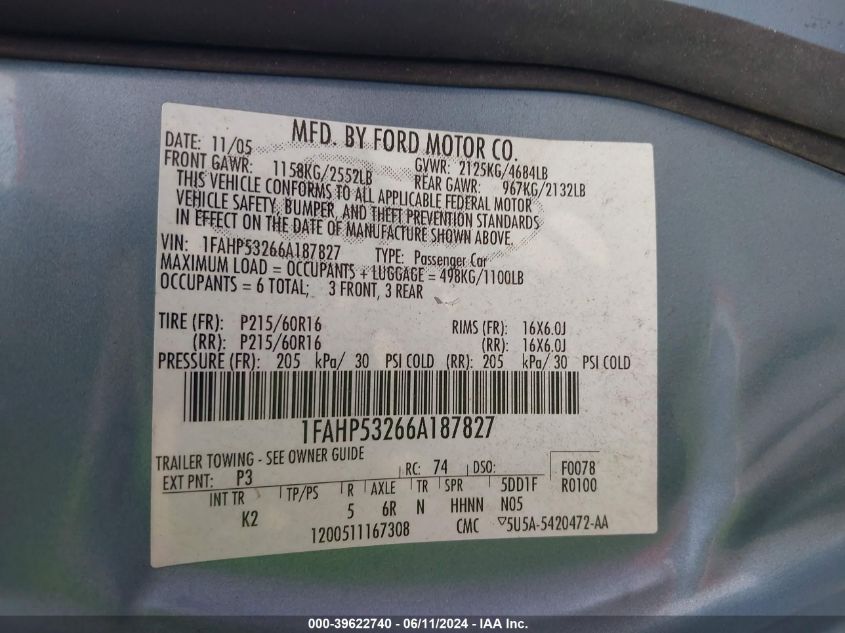 MFD. BY FORD MOTOR CO.
DATE: 11/05
GVWR: 2125KG/4684LB
FRONT GAWR: 1158KG/2552LB
REAR GAWR: 967KG/2132LB
THIS VEHICLE CONFORMS TO ALL APPLICABLE FEDERAL MOTOR
VEHICLE SAFETY, BUMPER, AND THEFT PREVENTION STANDARDS
IN EFFECT ON THE DATE OF MANUFACTURE SHOWN ABOVE.
VIN: 1FAHP53266A187827 TYPE: Passenger Car
MAXIMUM LOAD = OCCUPANTS + LUGGAGE = 498KG/1100LB
OCCUPANTS = 6 TOTAL; 3 FRONT, 3 REAR
TIRE (FR): P215/60R16 RIMS (FR): 16X6.0J
(RR): P215/60R16 (RR): 16X6.0J
PRESSURE (FR): 205 kPa/ 30 PSI COLD (RR): 205 kPa/ 30 PSI COLD
1FAHP53266A187827
TRAILER TOWING - SEE OWNER GUIDE
EXT PNT: P3 RC: 74 DSO: F0078
INT TR TP/PS R AXLE TR SPR 5DD1F R0100
K2 5 6R N HHNN N05
1200511167308 CMC ▽5U5A-5420472-AA
000-39622740 - 06/11/2024 - IAA Inc.